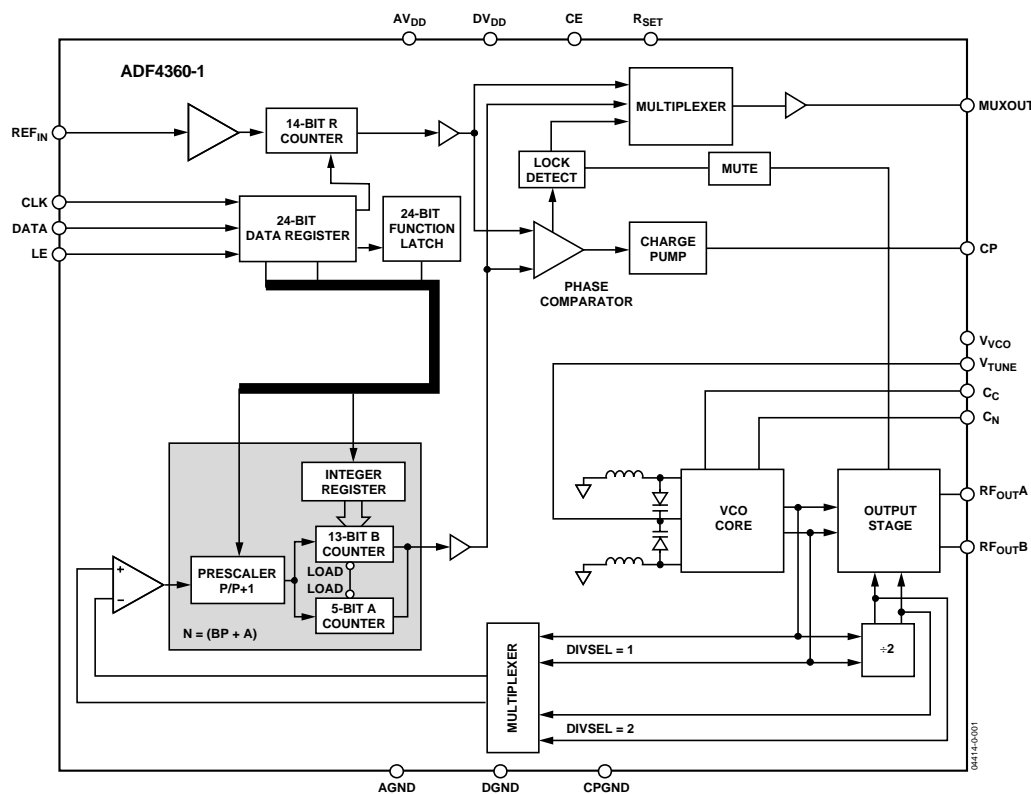 AVDD
DVDD
CE
RSET
ADF4360-1
MULTIPLEXER
MUXOUT
REFIN
14-BIT R
COUNTER
LOCK
DETECT
MUTE
CLK
DATA
LE
24-BIT
DATA REGISTER
24-BIT
FUNCTION
LATCH
CHARGE
PUMP
CP
PHASE
COMPARATOR
VVCO
VTUNE
CC
CN
INTEGER
REGISTER
13-BIT B
COUNTER
LOAD
LOAD
5-BIT A
COUNTER
PRESCALER
P/P+1
+
−
N = (BP + A)
VCO
CORE
OUTPUT
STAGE
RFOUTA
RFOUTB
MULTIPLEXER
DIVSEL = 1
÷2
DIVSEL = 2
AGND
DGND
CPGND
04414-0-001